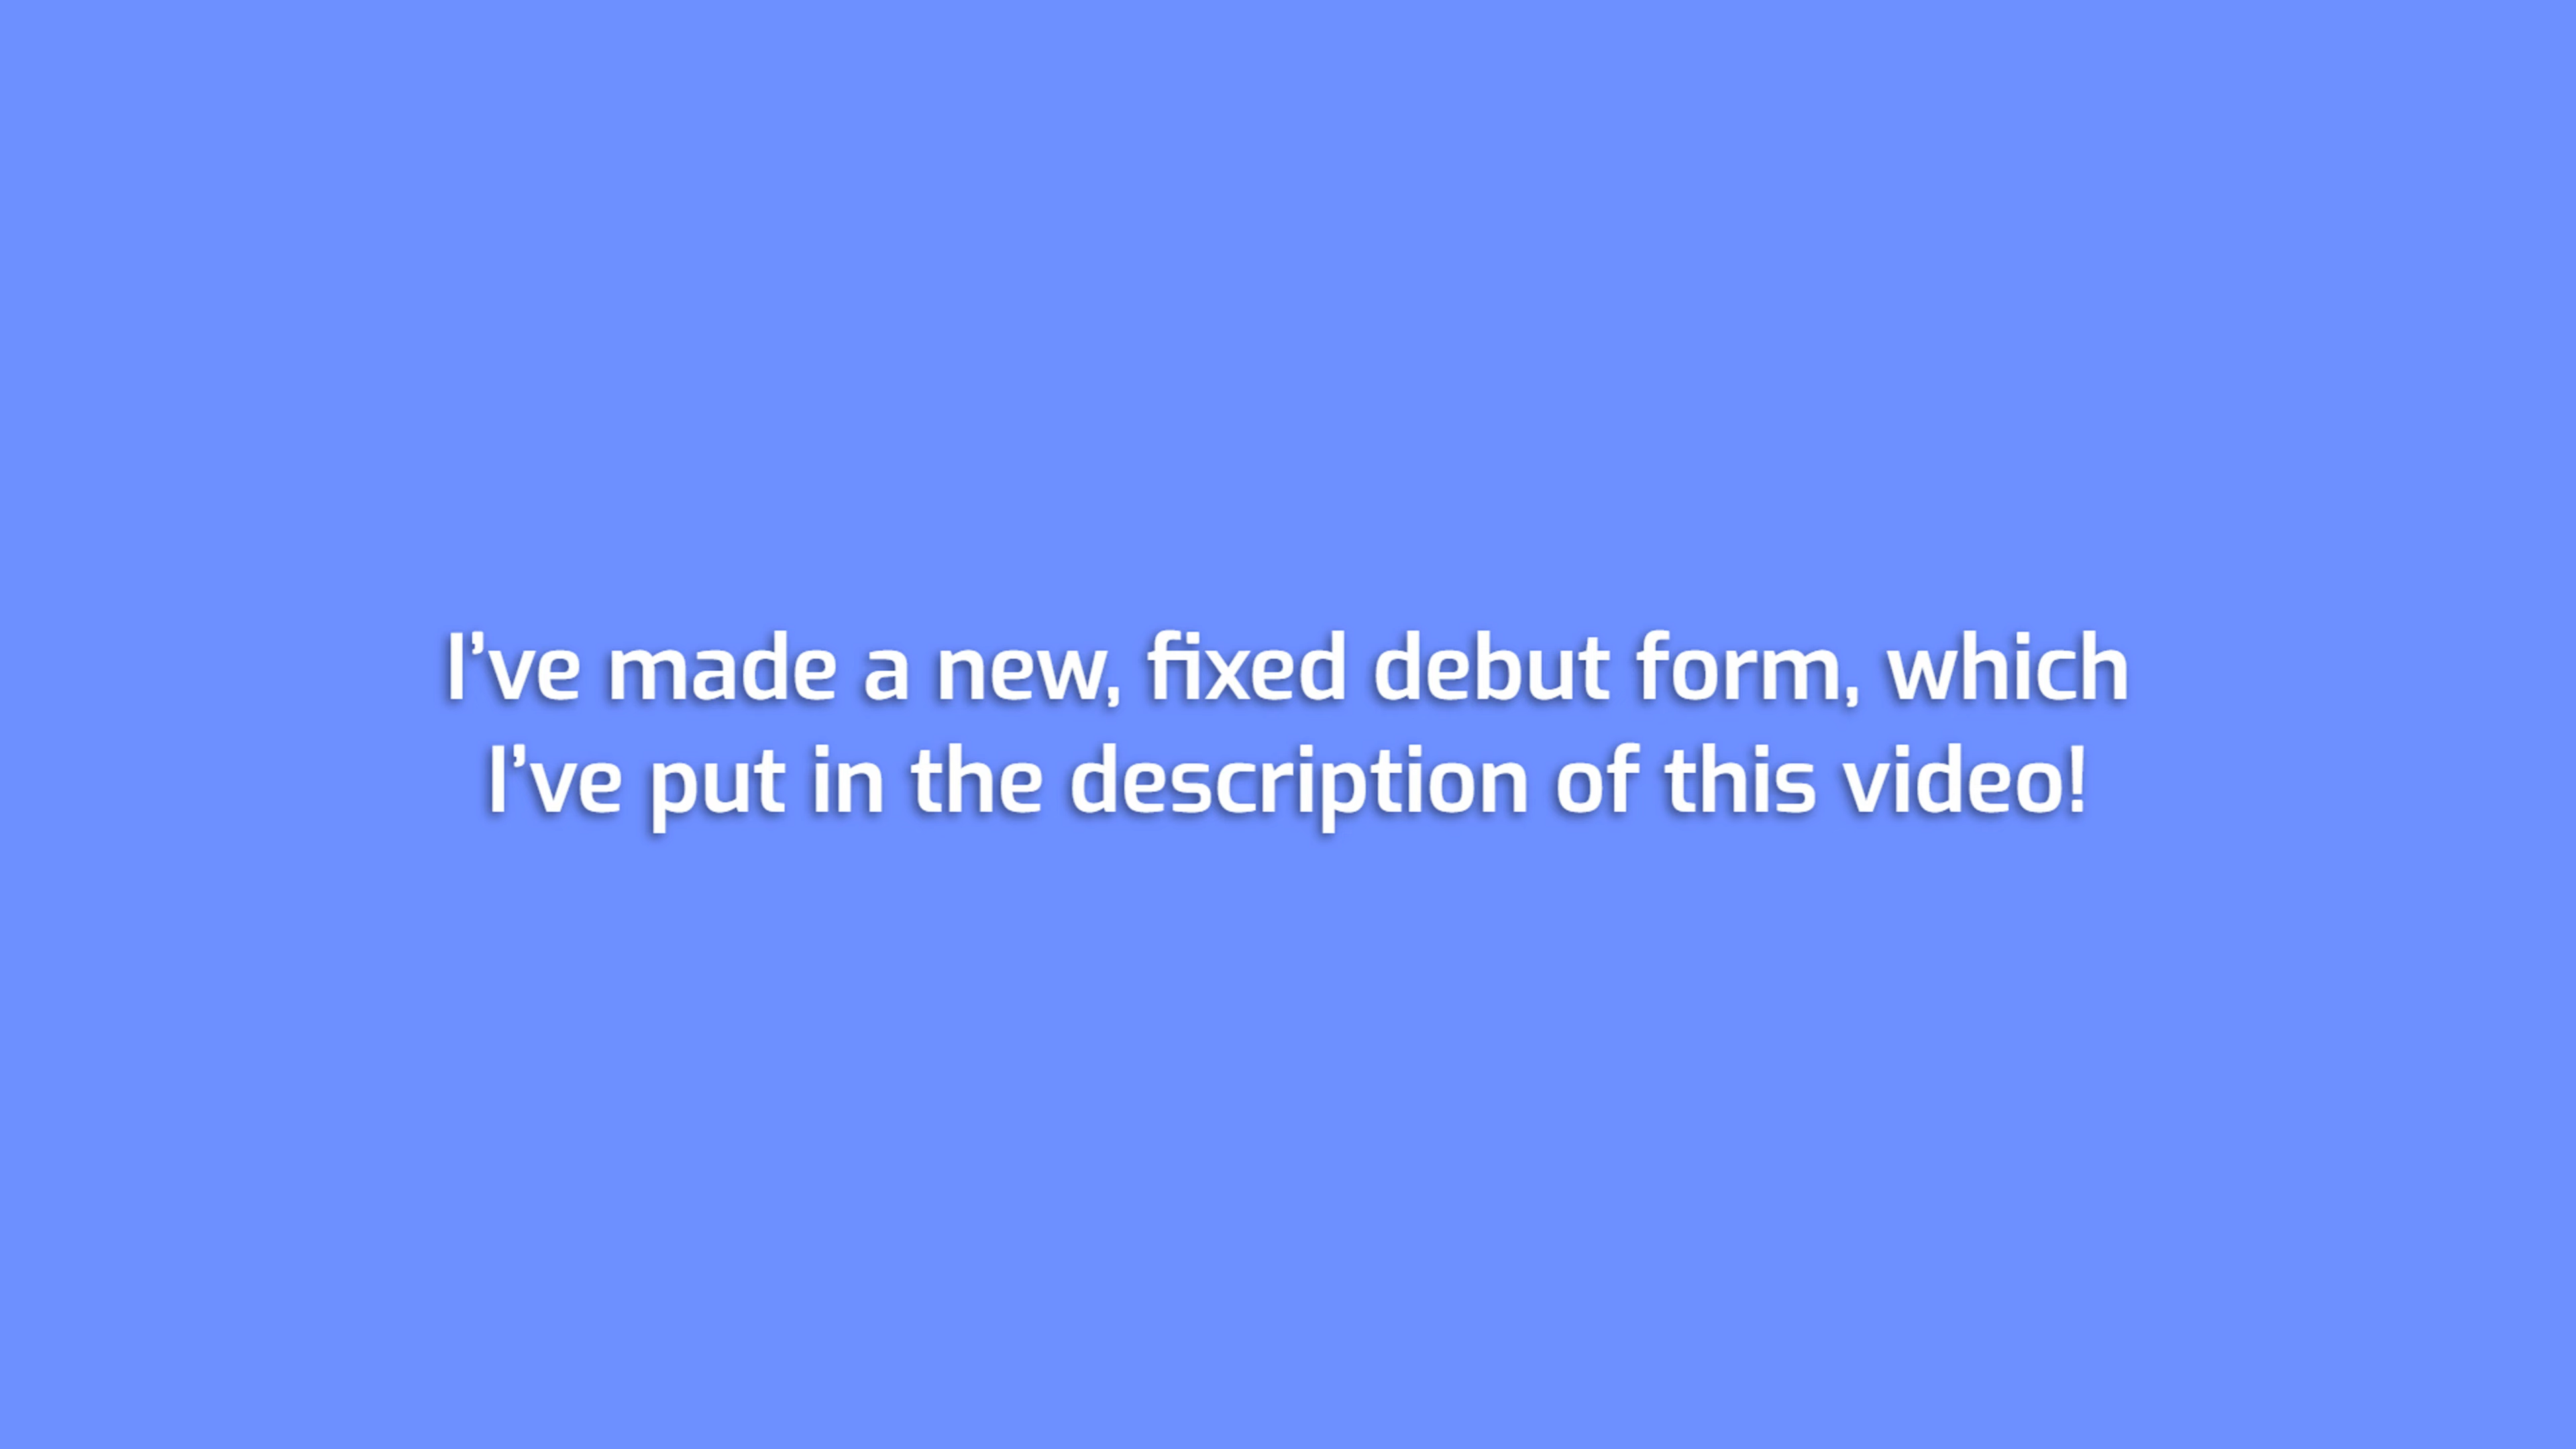 I’ve made a new, fixed debut form, which
I’ve put in the description of this video!